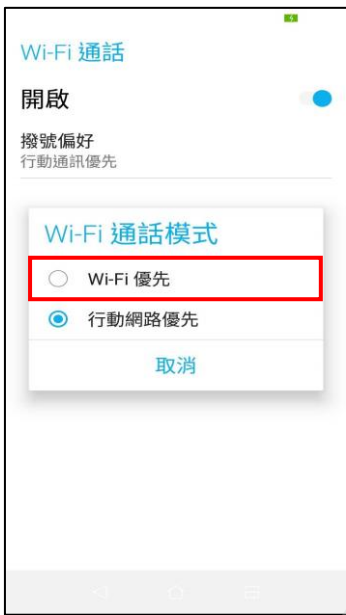 Wi-Fi 通話
開啟
撥號偏好
行動通訊優先
Wi-Fi 通話模式
Wi-Fi 優先
行動網路優先
取消